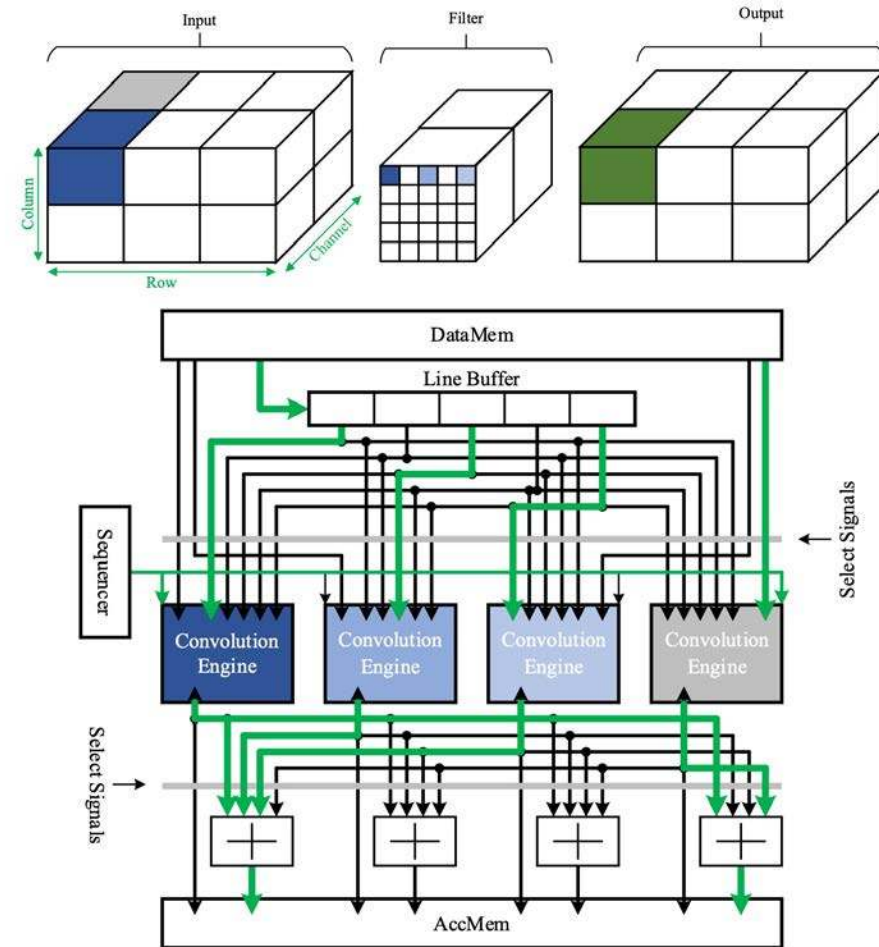 Input
Filter
Output
Column
Row
Channel
DataMem
Line Buffer
Sequencer
Select Signals
Convolution
Engine
Convolution
Engine
Convolution
Engine
Convolution
Engine
Select
Signals
AccMem